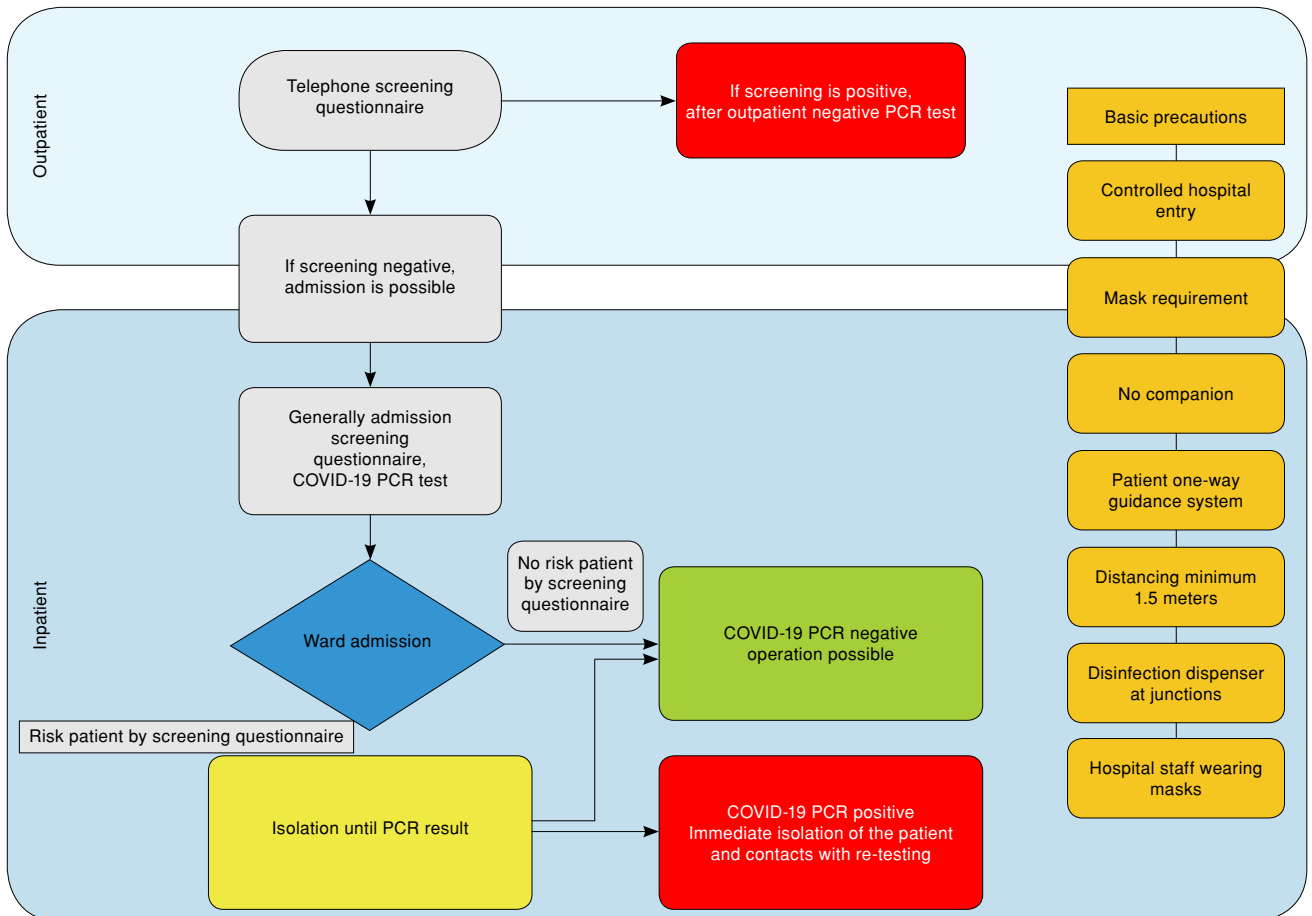 Outpatient
Telephone screening
questionnaire
If screening is positive,
after outpatient negative PCR test
If screening negative,
admission is possible
Inpatient
Generally admission
screening
questionnaire,
COVID-19 PCR test
Ward admission
No risk patient
by screening
questionnaire
COVID-19 PCR negative
operation possible
Risk patient by screening questionnaire
Isolation until PCR result
COVID-19 PCR positive
Immediate isolation of the patient
and contacts with re-testing
Basic precautions
Controlled hospital
entry
Mask requirement
No companion
Patient one-way
guidance system
Distancing minimum
1.5 meters
Disinfection dispenser
at junctions
Hospital staff wearing
masks